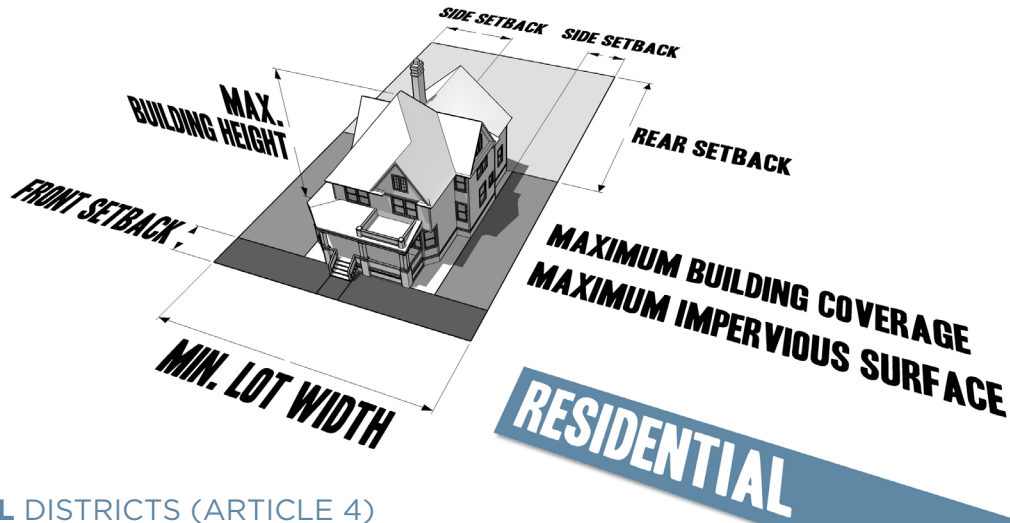 SIDE SETBACK
SIDE SETBACK
MAX.
BUILDING HEIGHT
REAR SETBACK
FRONT SETBACK
MAXIMUM BUILDING COVERAGE
MAXIMUM IMPERVIOUS SURFACE
MIN. LOT WIDTH
RESIDENTIAL
L DISTRICTS (ARTICLE 4)